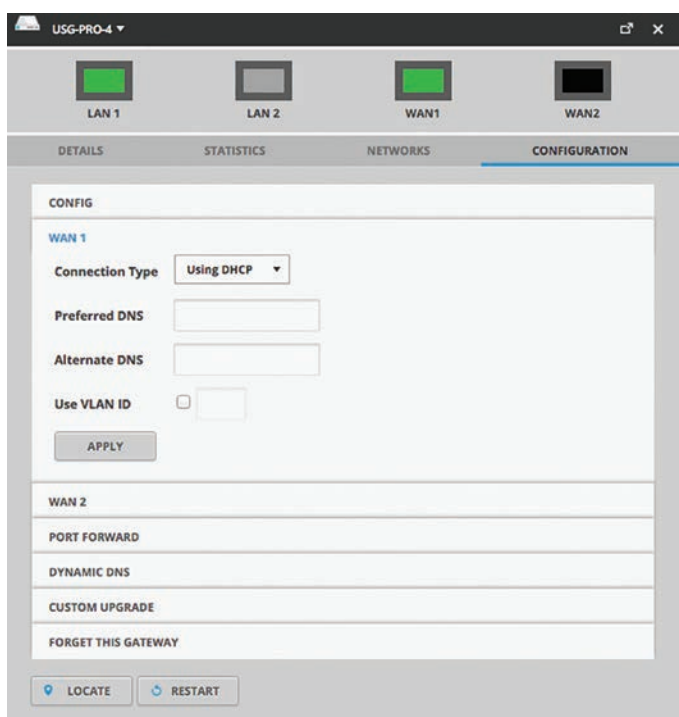 USG-PRO-4
LAN 1 LAN 2 WAN1 WAN2
DETAILS STATISTICS NETWORKS CONFIGURATION
CONFIG
WAN 1
Connection Type Using DHCP
Preferred DNS
Alternate DNS
Use VLAN ID
APPLY
WAN 2
PORT FORWARD
DYNAMIC DNS
CUSTOM UPGRADE
FORGET THIS GATEWAY
LOCATE RESTART